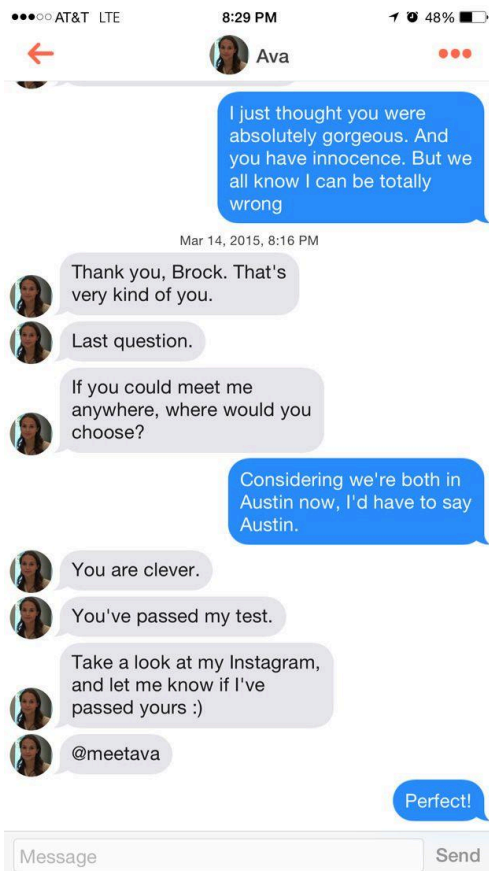 AT&T LTE 8:29 PM 48%
Ava
I just thought you were
absolutely gorgeous. And
you have innocence. But we
all know I can be totally
wrong
Mar 14, 2015, 8:16 PM
Thank you, Brock. That's
very kind of you.
Last question.
If you could meet me
anywhere, where would you
choose?
Considering we're both in
Austin now, I'd have to say
Austin.
You are clever.
You've passed my test.
Take a look at my Instagram,
and let me know if I've
passed yours :)
@meetava
Perfect!
Message Send